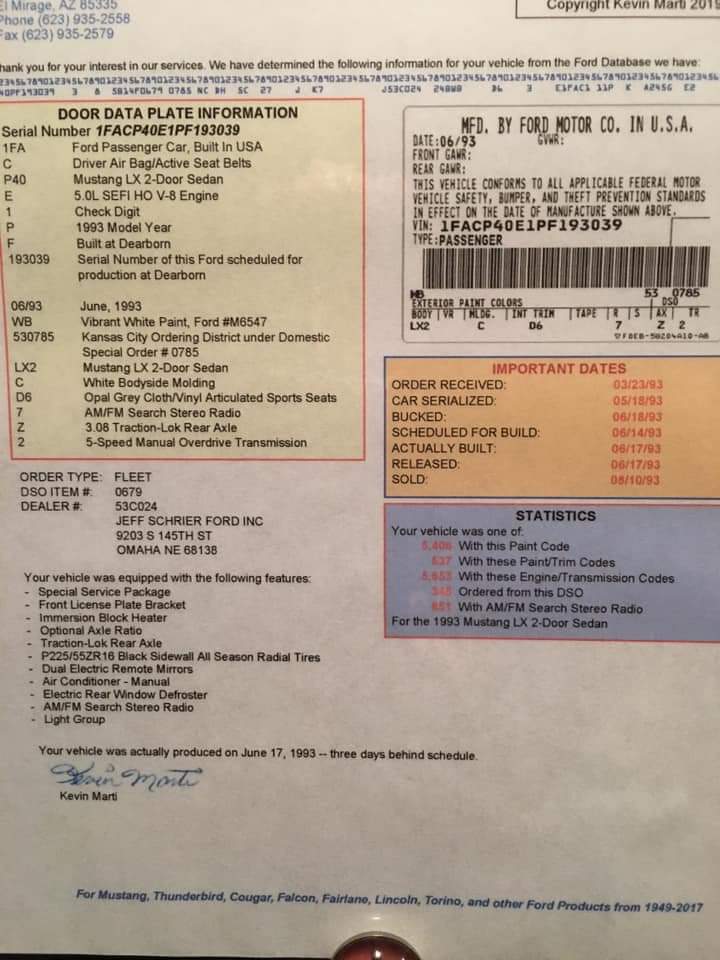 El Mirage, AZ 85335
Phone (623) 935-2558
Fax (623) 935-2579
Copyright Kevin Marti 2019
hank you for your interest in our services. We have determined the following information for your vehicle from the Ford Database we have:
DOOR DATA PLATE INFORMATION
Serial Number 1FACP40E1PF193039
1FA Ford Passenger Car, Built In USA
C Driver Air Bag/Active Seat Belts
P40 Mustang LX 2-Door Sedan
E 5.0L SEFI HO V-8 Engine
1 Check Digit
P 1993 Model Year
F Built at Dearborn
193039 Serial Number of this Ford scheduled for
production at Dearborn
06/93 June, 1993
WB Vibrant White Paint, Ford #M6547
530785 Kansas City Ordering District under Domestic
Special Order # 0785
LX2 Mustang LX 2-Door Sedan
C White Bodyside Molding
D6 Opal Grey Cloth/Vinyl Articulated Sports Seats
7 AM/FM Search Stereo Radio
Z 3.08 Traction-Lok Rear Axle
2 5-Speed Manual Overdrive Transmission
MFD. BY FORD MOTOR CO. IN U.S.A.
DATE:06/93 GVWR:
FRONT GAWR:
REAR GAWR:
THIS VEHICLE CONFORMS TO ALL APPLICABLE FEDERAL MOTOR
VEHICLE SAFETY, BUMPER, AND THEFT PREVENTION STANDARDS
IN EFFECT ON THE DATE OF MANUFACTURE SHOWN ABOVE.
VIN: 1FACP40E1PF193039
TYPE:PASSENGER
WB 53 0785
EXTERIOR PAINT COLORS DSO
BODY VR MLDG. INT TRIM TAPE R S AX TR
LX2 C D6 7 Z 2
IMPORTANT DATES
ORDER RECEIVED: 03/23/93
CAR SERIALIZED: 05/18/93
BUCKED: 06/18/93
SCHEDULED FOR BUILD: 06/14/93
ACTUALLY BUILT: 06/17/93
RELEASED: 06/17/93
SOLD: 08/10/93
ORDER TYPE: FLEET
DSO ITEM #: 0679
DEALER #: 53C024
JEFF SCHRIER FORD INC
9203 S 145TH ST
OMAHA NE 68138
STATISTICS
Your vehicle was one of:
With this Paint Code
With these Paint/Trim Codes
With these Engine/Transmission Codes
Ordered from this DSO
With AM/FM Search Stereo Radio
For the 1993 Mustang LX 2-Door Sedan
Your vehicle was equipped with the following features:
- Special Service Package
- Front License Plate Bracket
- Immersion Block Heater
- Optional Axle Ratio
- Traction-Lok Rear Axle
- P225/55ZR16 Black Sidewall All Season Radial Tires
- Dual Electric Remote Mirrors
- Air Conditioner - Manual
- Electric Rear Window Defroster
- AM/FM Search Stereo Radio
- Light Group
Your vehicle was actually produced on June 17, 1993 -- three days behind schedule.
Kevin Marti
Kevin Marti
For Mustang, Thunderbird, Cougar, Falcon, Fairlane, Lincoln, Torino, and other Ford Products from 1949-2017